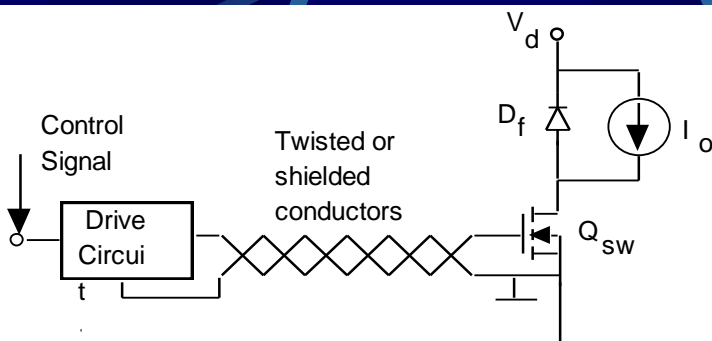 V d
D f
I o
Control
Signal
Twisted or
shielded
conductors
Drive
Circui
t
Q sw